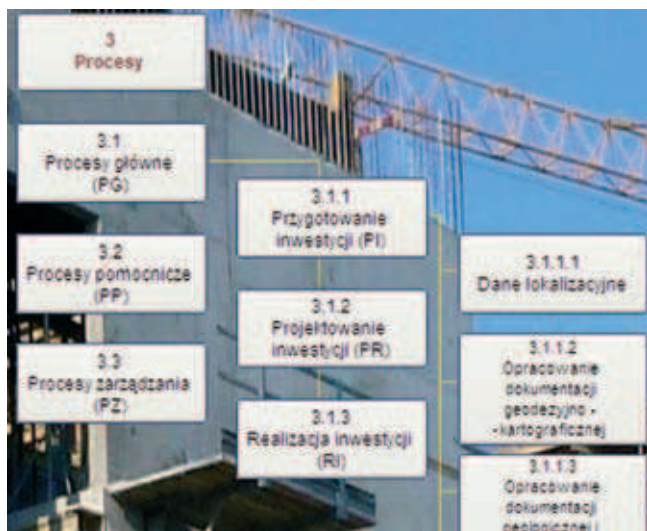 3
Procesy
3.1
Procesy główne
(PG)
3.2
Procesy pomocnicze
(PP)
3.3
Procesy zarządzania
(PZ)
3.1.1
Przygotowanie
inwestycji (PI)
3.1.2
Projektowanie
inwestycji (PR)
3.1.3
Realizacja inwestycji
(RI)
3.1.1.1
Dane lokalizacyjne
3.1.1.2
Opracowanie
dokumentacji
geodezyjno -
-kartograficznej
3.1.1.3
Opracowanie
dokumentacji